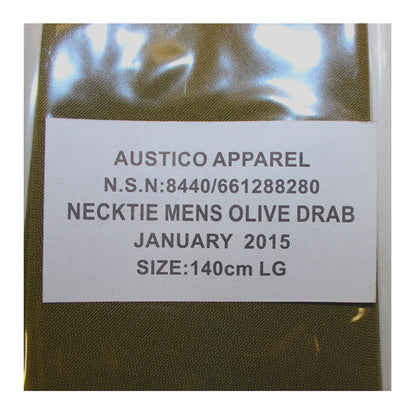 AUSTICO APPAREL
N.S.N:8440/661288280
NECKTIE MENS OLIVE DRAB
JANUARY 2015
SIZE:140cm LG